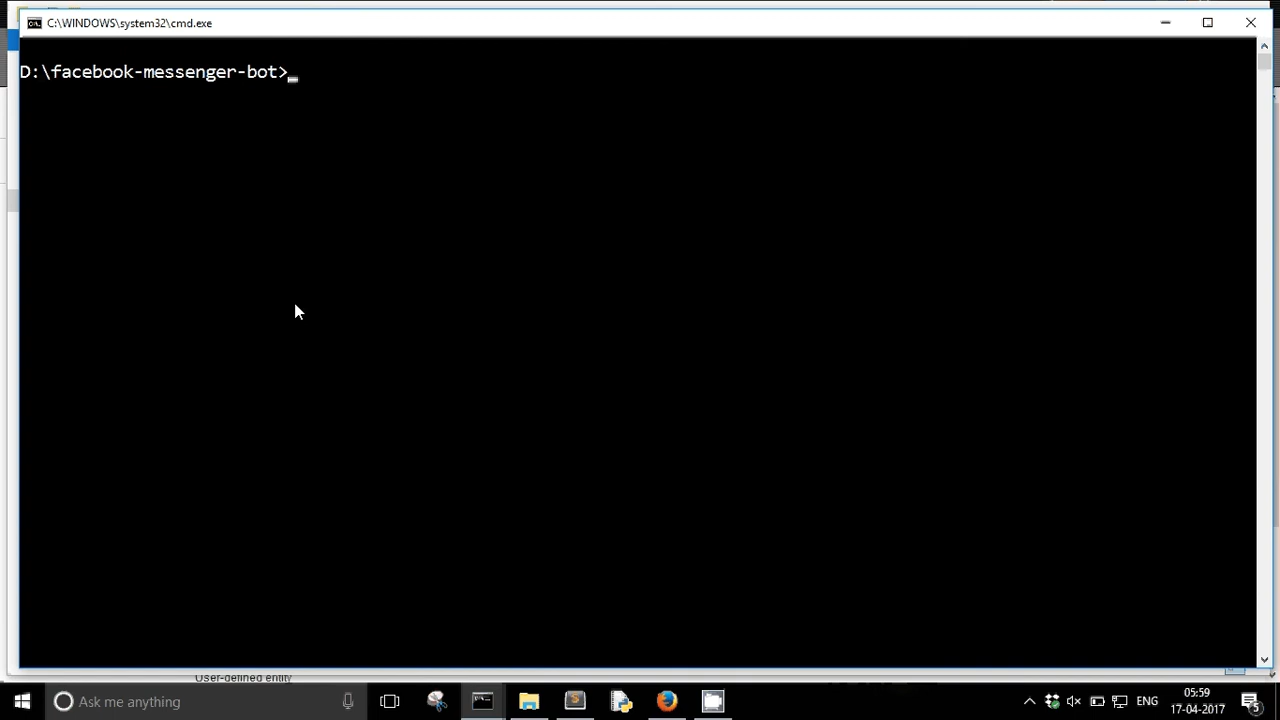 C:\WINDOWS\system32\cmd.exe
D:\facebook-messenger-bot>
User-defined entity
Ask me anything
ENG
05:59
17-04-2017
5